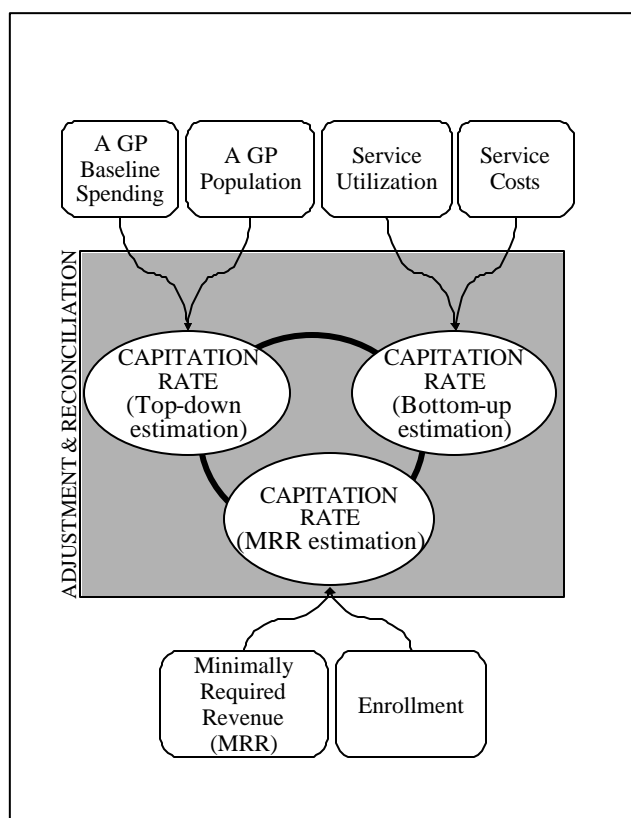 A GP
Baseline
Spending
A GP
Population
Service
Utilization
Service
Costs
ADJUSTMENT & RECONCILIATION
CAPITATION
RATE
(Top-down
estimation)
CAPITATION
RATE
(Bottom-up
estimation)
CAPITATION
RATE
(MRR estimation)
Minimally
Required
Revenue
(MRR)
Enrollment